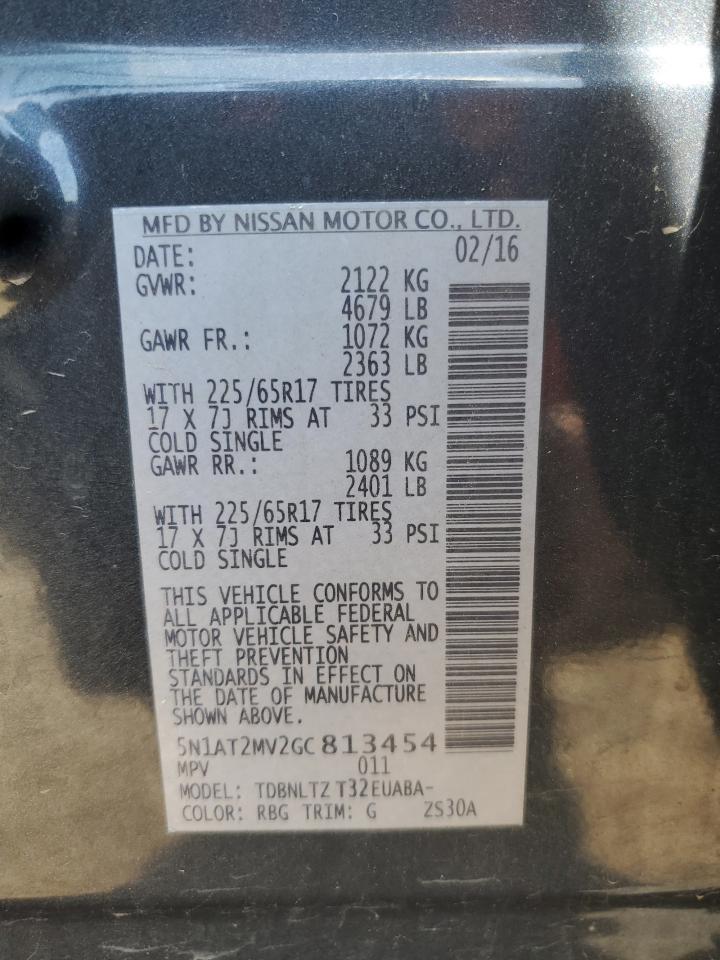 MFD BY NISSAN MOTOR CO., LTD.
DATE: 02/16
GVWR: 2122 KG
4679 LB
GAWR FR.: 1072 KG
2363 LB
WITH 225/65R17 TIRES
17 X 7J RIMS AT 33 PSI
COLD SINGLE
GAWR RR.: 1089 KG
2401 LB
WITH 225/65R17 TIRES
17 X 7J RIMS AT 33 PSI
COLD SINGLE
THIS VEHICLE CONFORMS TO
ALL APPLICABLE FEDERAL
MOTOR VEHICLE SAFETY AND
THEFT PREVENTION
STANDARDS IN EFFECT ON
THE DATE OF MANUFACTURE
SHOWN ABOVE.
5N1AT2MV2GC813454
MPV 011
MODEL: TDBNLTZ T32EUABA-
COLOR: RBG TRIM: G ZS30A